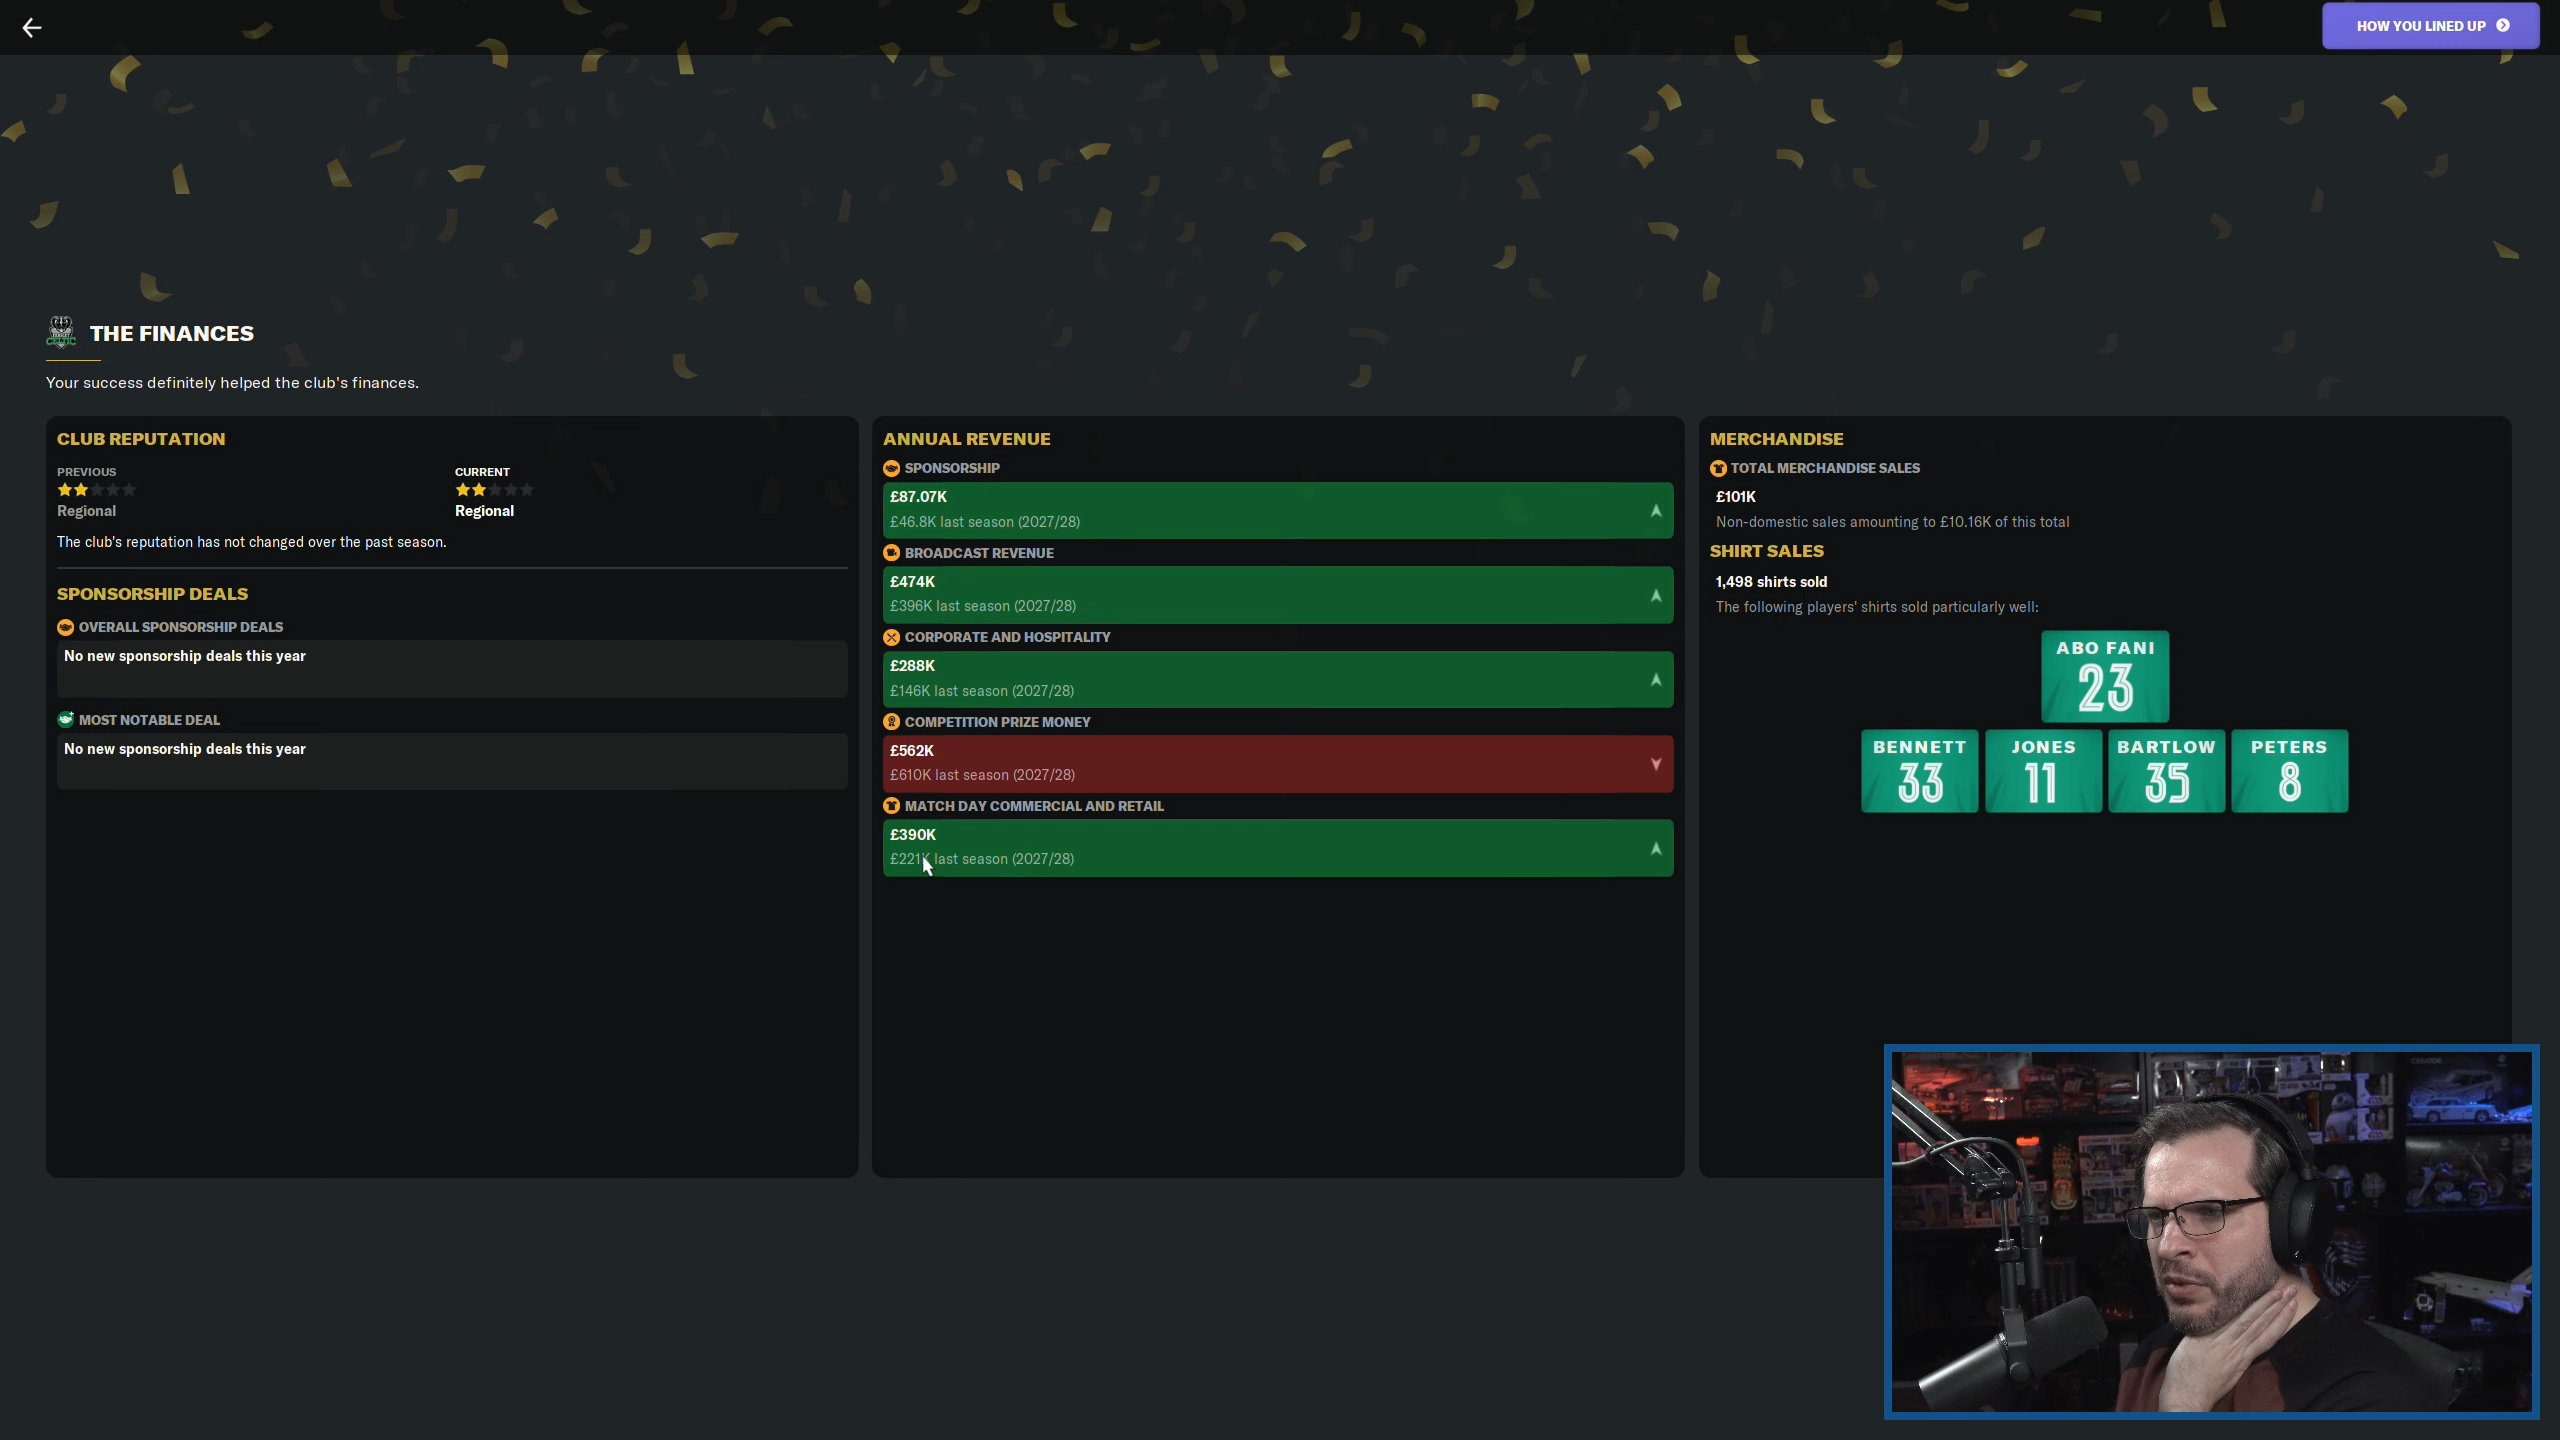 HOW YOU LINED UP
THE FINANCES
Your success definitely helped the club's finances.
CLUB REPUTATION
PREVIOUS
CURRENT
Regional
Regional
The club's reputation has not changed over the past season.
SPONSORSHIP DEALS
OVERALL SPONSORSHIP DEALS
No new sponsorship deals this year
MOST NOTABLE DEAL
No new sponsorship deals this year
ANNUAL REVENUE
SPONSORSHIP
£87.07K
£46.8K last season (2027/28)
BROADCAST REVENUE
£474K
£396K last season (2027/28)
CORPORATE AND HOSPITALITY
£288K
£146K last season (2027/28)
COMPETITION PRIZE MONEY
£562K
£610K last season (2027/28)
MATCH DAY COMMERCIAL AND RETAIL
£390K
£221K last season (2027/28)
MERCHANDISE
TOTAL MERCHANDISE SALES
£101K
Non-domestic sales amounting to £10.16K of this total
SHIRT SALES
1,498 shirts sold
The following players' shirts sold particularly well:
ABO FANI
23
BENNETT
33
JONES
11
BARTLOW
35
PETERS
8